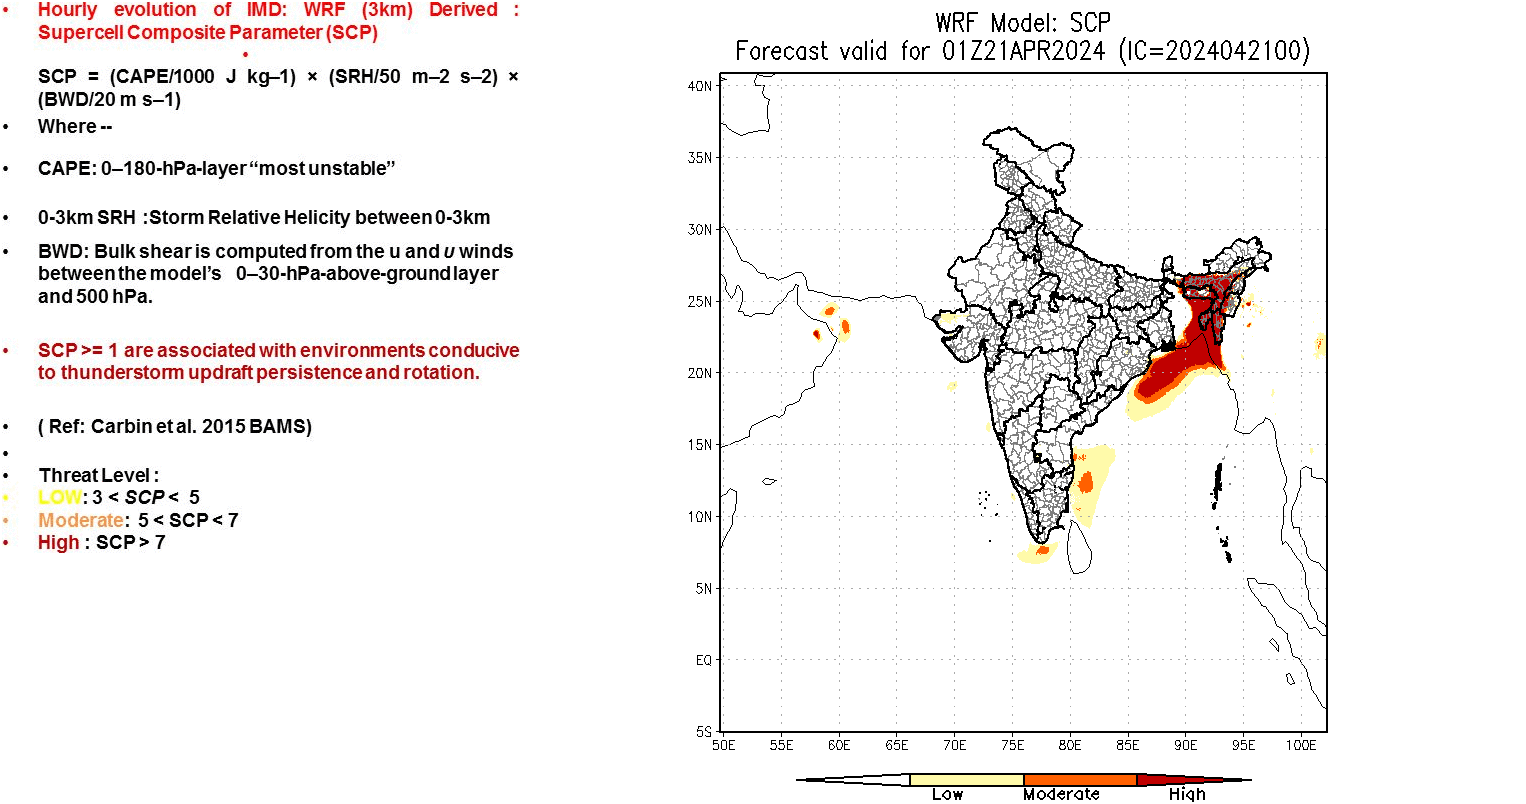 • Hourly evolution of IMD: WRF (3km) Derived :
Supercell Composite Parameter (SCP)
•
SCP = (CAPE/1000 J kg–1) × (SRH/50 m–2 s–2) ×
(BWD/20 m s–1)
• Where --
• CAPE: 0–180-hPa-layer “most unstable”
• 0-3km SRH :Storm Relative Helicity between 0-3km
• BWD: Bulk shear is computed from the u and υ winds
between the model’s 0–30-hPa-above-ground layer
and 500 hPa.
• SCP >= 1 are associated with environments conducive
to thunderstorm updraft persistence and rotation.
• ( Ref: Carbin et al. 2015 BAMS)
•
• Threat Level :
• LOW: 3 < SCP < 5
• Moderate: 5 < SCP < 7
• High : SCP > 7
WRF Model: SCP
Forecast valid for 01Z21APR2024 (IC=2024042100)
40N
35N
30N
25N
20N
15N
10N
5N
EQ
5S
50E 55E 60E 65E 70E 75E 80E 85E 90E 95E 100E
Low Moderate High